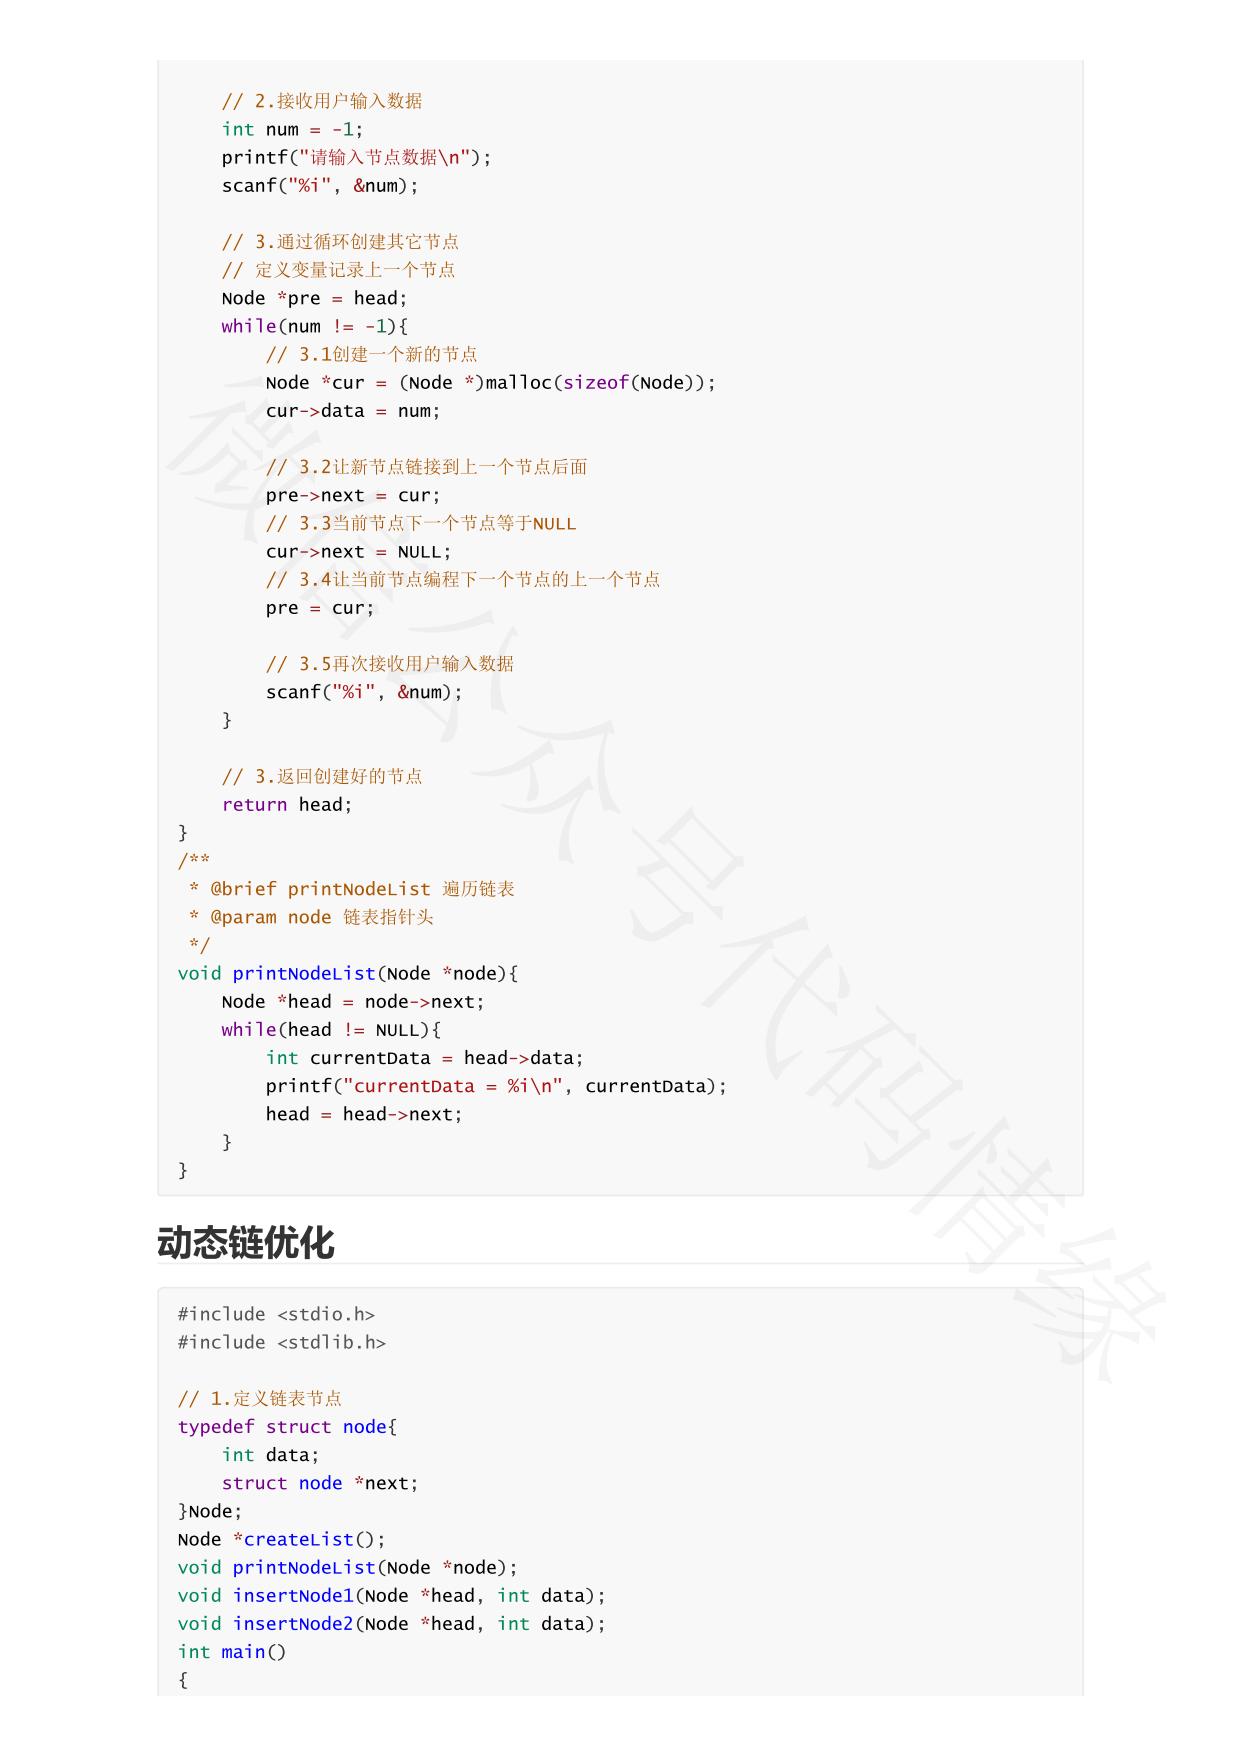 // 2.接收用户输入数据
    int num = -1;
    printf("请输入节点数据\n");
    scanf("%i", &num);

    // 3.通过循环创建其它节点
    // 定义变量记录上一个节点
    Node *pre = head;
    while(num != -1){
        // 3.1创建一个新的节点
        Node *cur = (Node *)malloc(sizeof(Node));
        cur->data = num;

        // 3.2让新节点链接到上一个节点后面
        pre->next = cur;
        // 3.3当前节点下一个节点等于NULL
        cur->next = NULL;
        // 3.4让当前节点编程下一个节点的上一个节点
        pre = cur;

        // 3.5再次接收用户输入数据
        scanf("%i", &num);
    }

    // 3.返回创建好的节点
    return head;
}
/**
 * @brief printNodeList 遍历链表
 * @param node 链表指针头
 */
void printNodeList(Node *node){
    Node *head = node->next;
    while(head != NULL){
        int currentData = head->data;
        printf("currentData = %i\n", currentData);
        head = head->next;
    }
}
动态链优化
#include <stdio.h>
#include <stdlib.h>

// 1.定义链表节点
typedef struct node{
    int data;
    struct node *next;
}Node;
Node *createList();
void printNodeList(Node *node);
void insertNode1(Node *head, int data);
void insertNode2(Node *head, int data);
int main()
{
微信公众号代码情缘